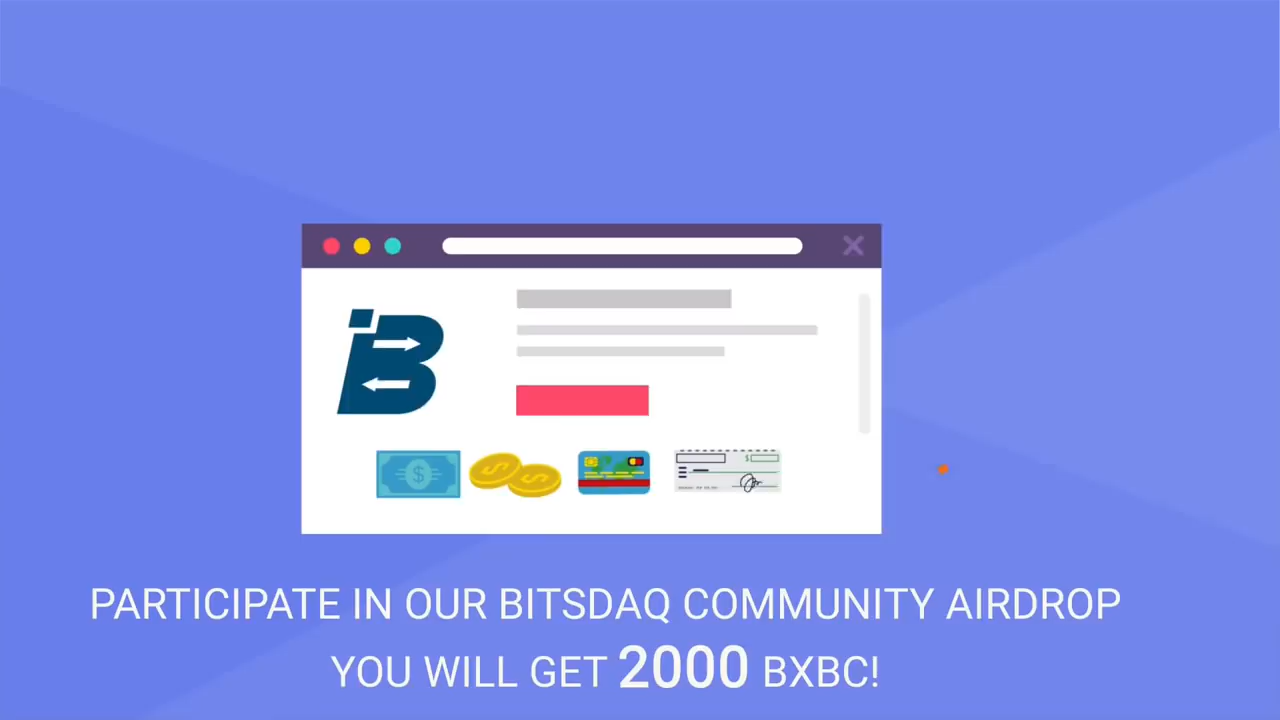 PARTICIPATE IN OUR BITSDAQ COMMUNITY AIRDROP
YOU WILL GET 2000 BXBC!